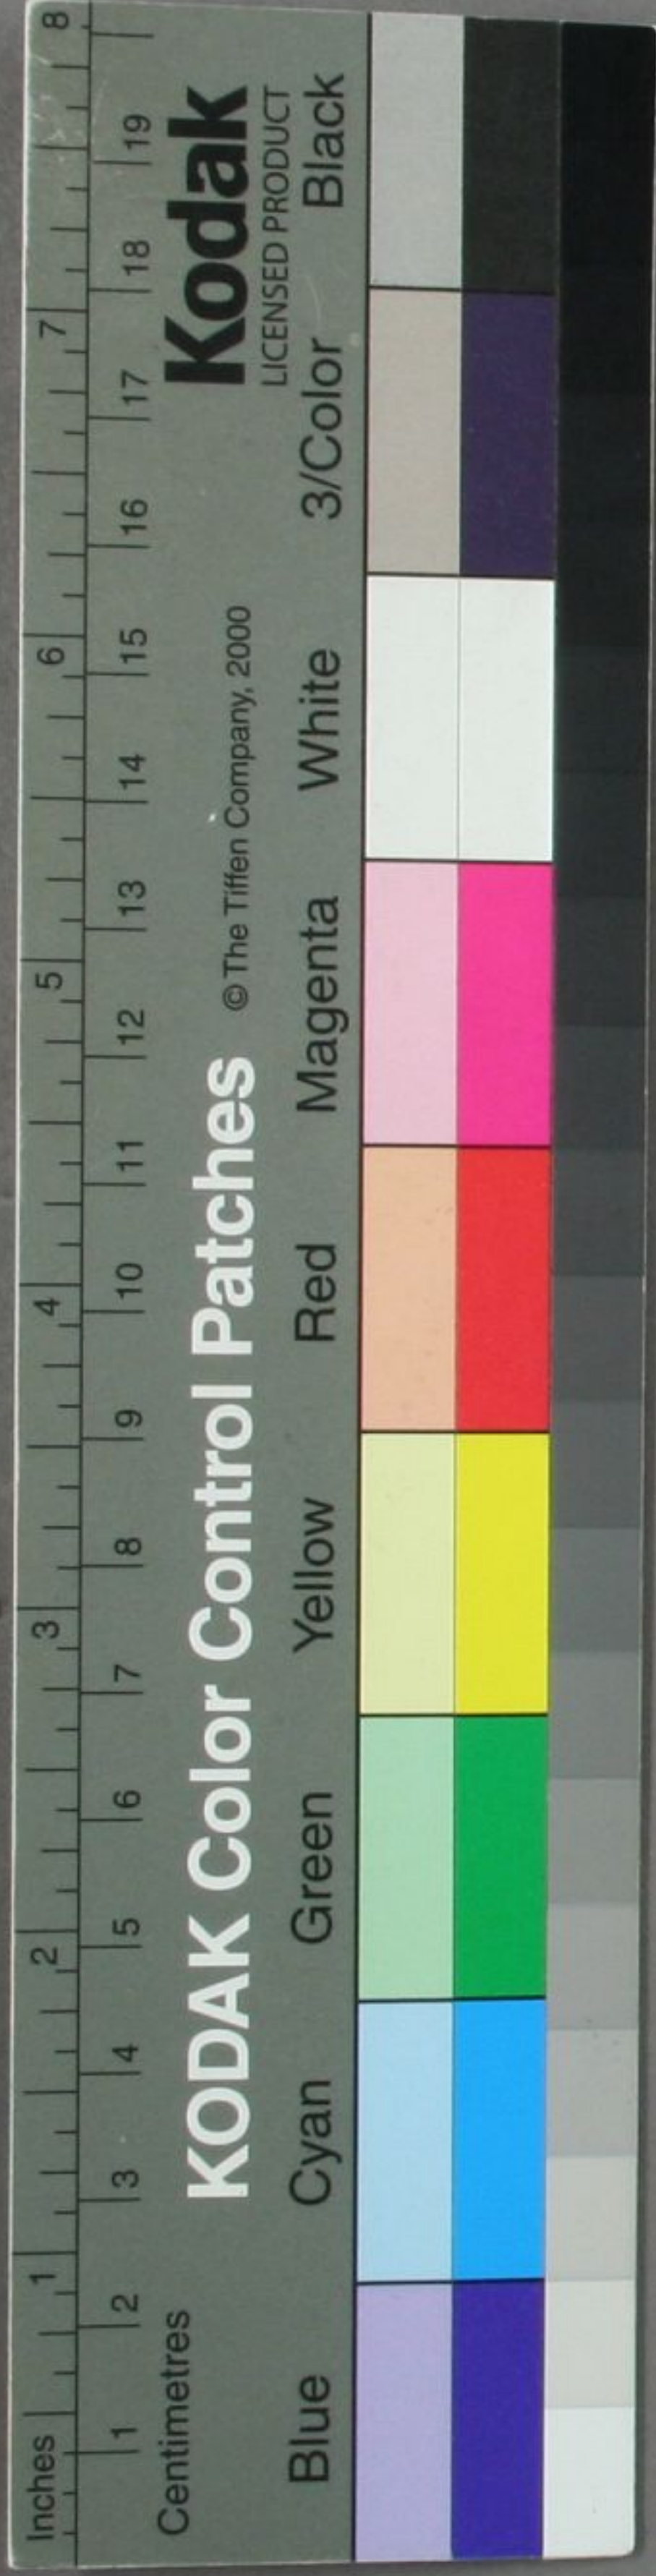 Inches 1 2 3 4 5 6 7 8
1 2 3 4 5 6 7 8 9 10 11 12 13 14 15 16 17 18 19
Centimetres
KODAK Color Control Patches © The Tiffen Company, 2000
Kodak
LICENSED PRODUCT
Blue Cyan Green Yellow Red Magenta White 3/Color Black